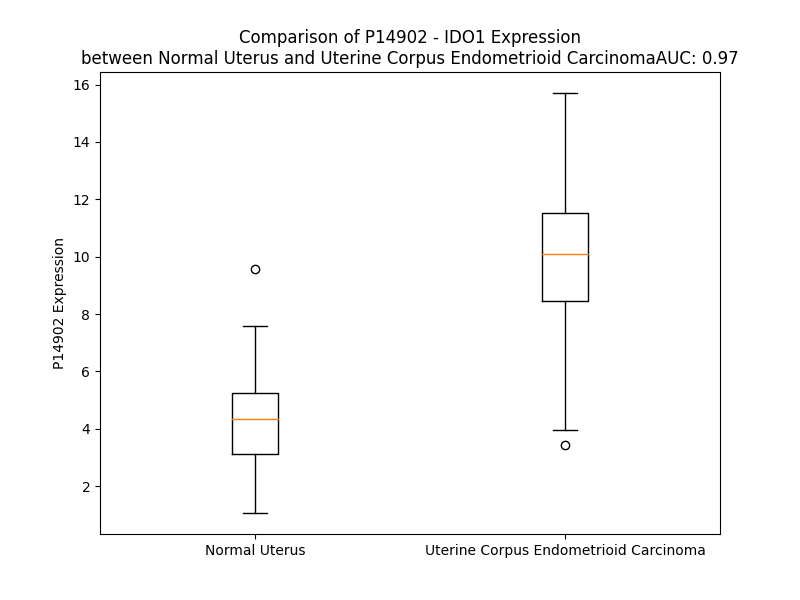 Comparison of P14902 - IDO1 Expression
between Normal Uterus and Uterine Corpus Endometrioid CarcinomaAUC: 0.97
16
14
12
10
8
6
4
2
P14902 Expression
Normal Uterus
Uterine Corpus Endometrioid Carcinoma